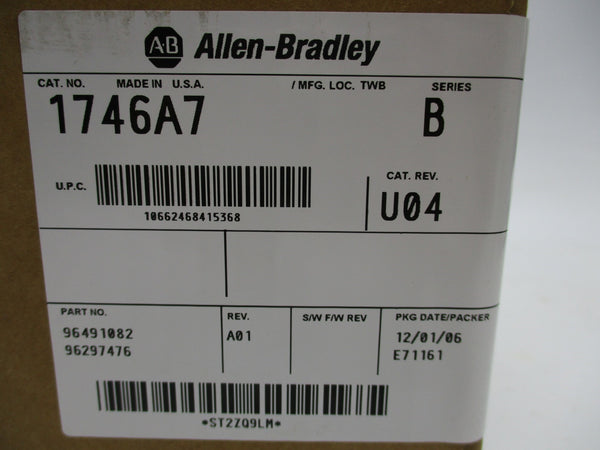 A-B Allen-Bradley
CAT. NO. MADE IN U.S.A. / MFG. LOC. TWB SERIES
1746A7 B
U.P.C. CAT. REV.
10662468415368 U04
PART NO. REV. S/W F/W REV PKG DATE/PACKER
96491082 A01 12/01/06
96297476 E71161
*ST2ZQ9LM*